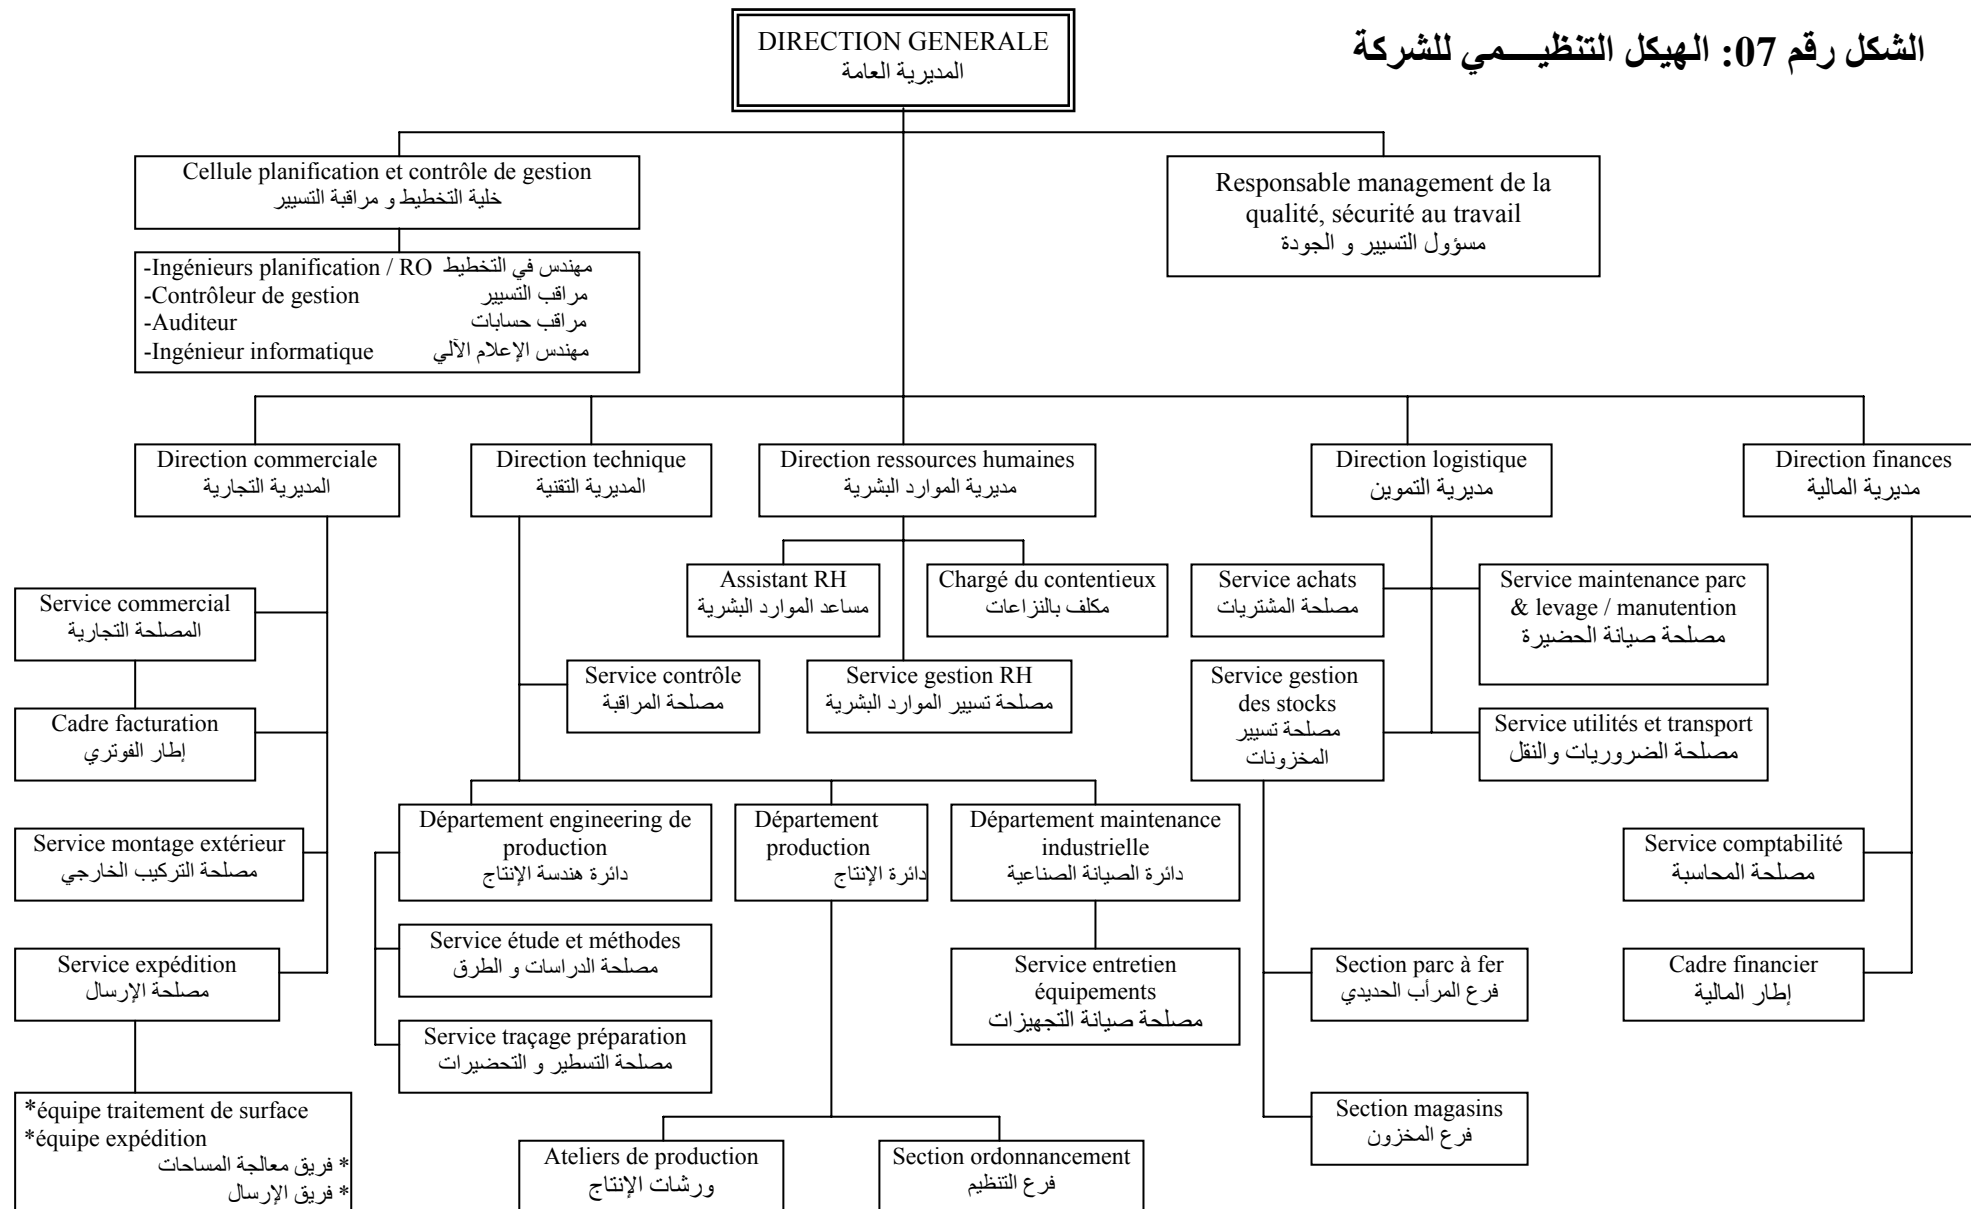 الشكل رقم 07: الهيكل التنظيـــمي للشركة
DIRECTION GENERALE
المديرية العامة
Cellule planification et contrôle de gestion
خلية التخطيط و مراقبة التسيير
Responsable management de la
qualité, sécurité au travail
مسؤول التسيير و الجودة
-Ingénieurs planification / RO مهندس في التخطيط
-Contrôleur de gestion مراقب التسيير
-Auditeur مراقب حسابات
-Ingénieur informatique مهندس الإعلام الآلي
Direction commerciale
المديرية التجارية
Direction technique
المديرية التقنية
Direction ressources humaines
مديرية الموارد البشرية
Direction logistique
مديرية التموين
Direction finances
مديرية المالية
Assistant RH
مساعد الموارد البشرية
Chargé du contentieux
مكلف بالنزاعات
Service achats
مصلحة المشتريات
Service maintenance parc
& levage / manutention
مصلحة صيانة الحضيرة
Service commercial
المصلحة التجارية
Service contrôle
مصلحة المراقبة
Service gestion RH
مصلحة تسيير الموارد البشرية
Service gestion
des stocks
مصلحة تسيير
المخزونات
Service utilités et transport
مصلحة الضروريات والنقل
Cadre facturation
إطار الفوتري
Département engineering de
production
دائرة هندسة الإنتاج
Département
production
دائرة الإنتاج
Département maintenance
industrielle
دائرة الصيانة الصناعية
Service montage extérieur
مصلحة التركيب الخارجي
Service comptabilité
مصلحة المحاسبة
Service étude et méthodes
مصلحة الدراسات و الطرق
Service entretien
équipements
مصلحة صيانة التجهيزات
Service expédition
مصلحة الإرسال
Section parc à fer
فرع المرأب الحديدي
Cadre financier
إطار المالية
Service traçage préparation
مصلحة التسطير و التحضيرات
*équipe traitement de surface
*équipe expédition
* فريق معالجة المساحات
* فريق الإرسال
Section magasins
فرع المخزون
Ateliers de production
ورشات الإنتاج
Section ordonnancement
فرع التنظيم